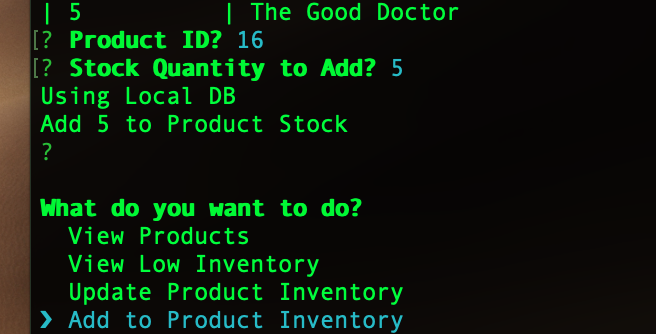 | 5 | The Good Doctor
[? Product ID? 16
[? Stock Quantity to Add? 5
Using Local DB
Add 5 to Product Stock
?
What do you want to do?
View Products
View Low Inventory
Update Product Inventory
❯ Add to Product Inventory